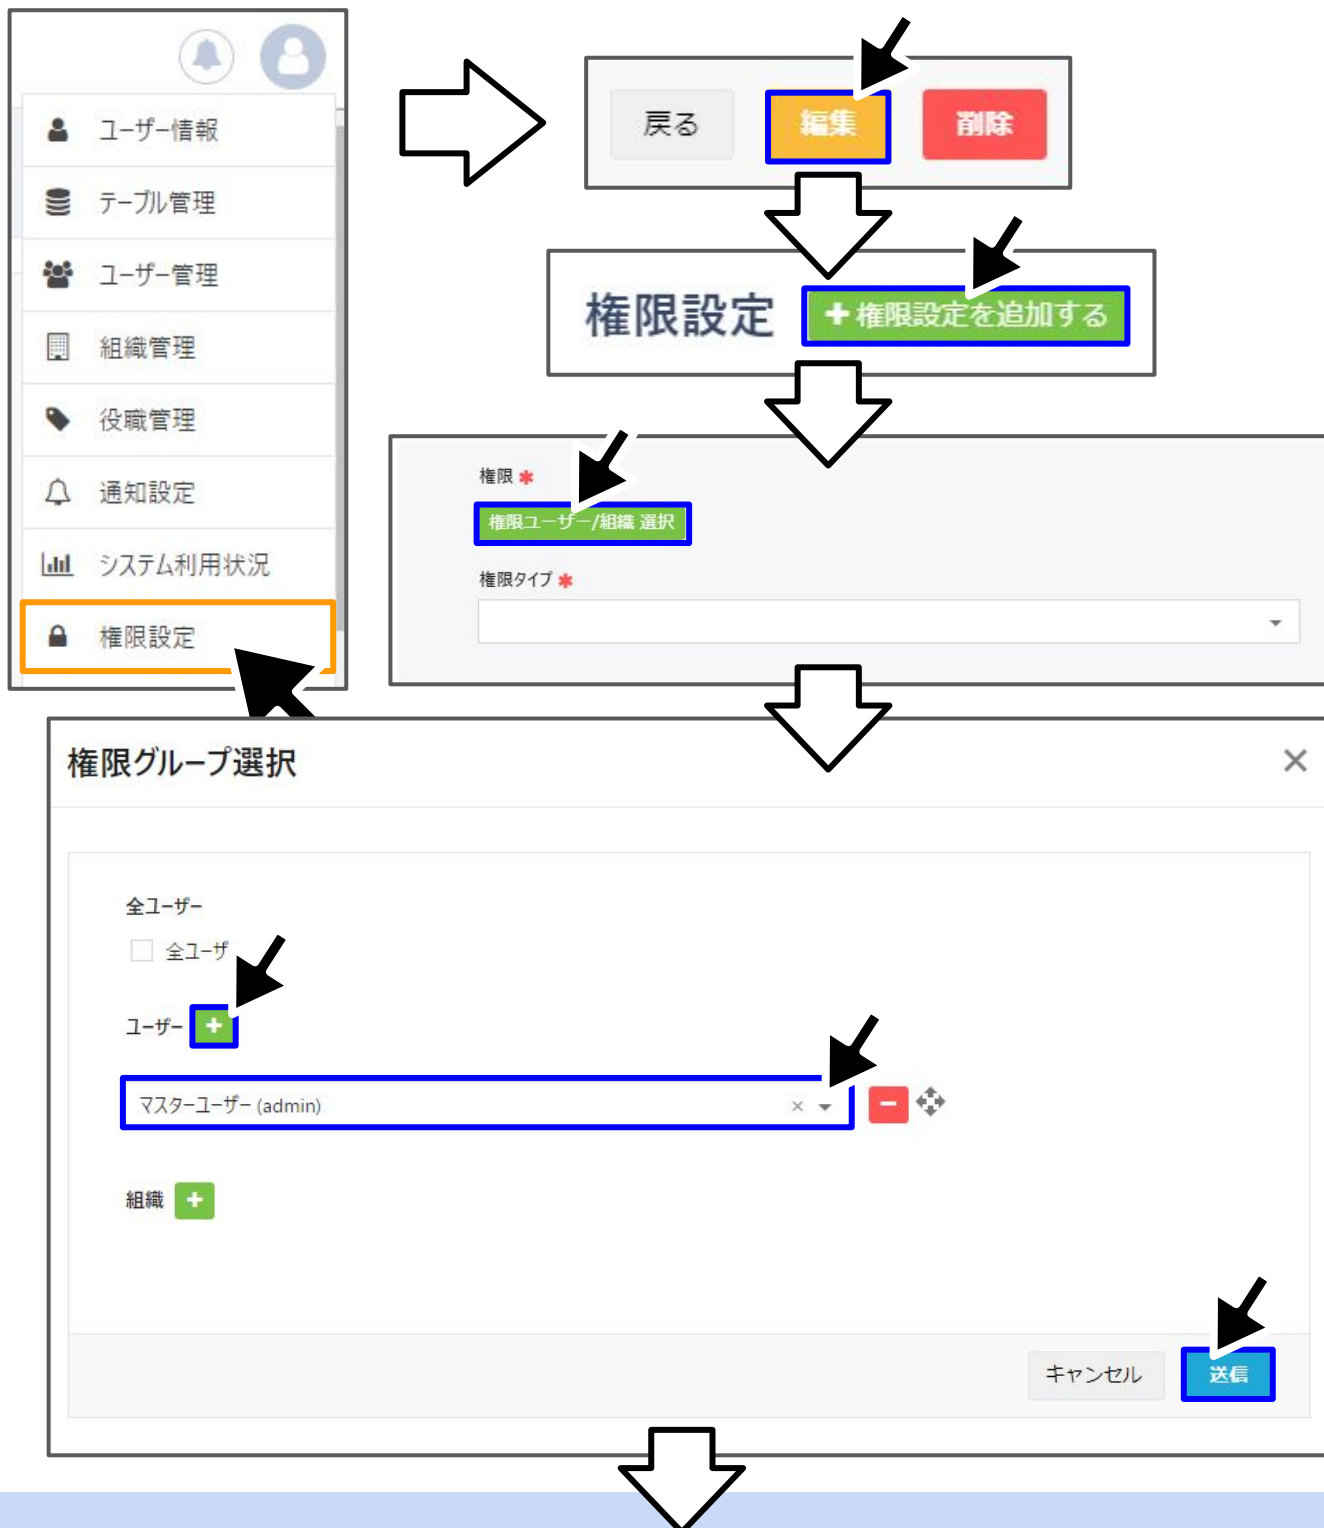 ユーザー情報
テーブル管理
ユーザー管理
組織管理
役職管理
通知設定
システム利用状況
権限設定
戻る
編集
削除
権限設定
+権限設定を追加する
権限 ✱
権限ユーザー/組織 選択
権限タイプ ✱
権限グループ選択
×
全ユーザー
全ユーザ
ユーザー +
マスターユーザー (admin) ×
組織 +
キャンセル
送信